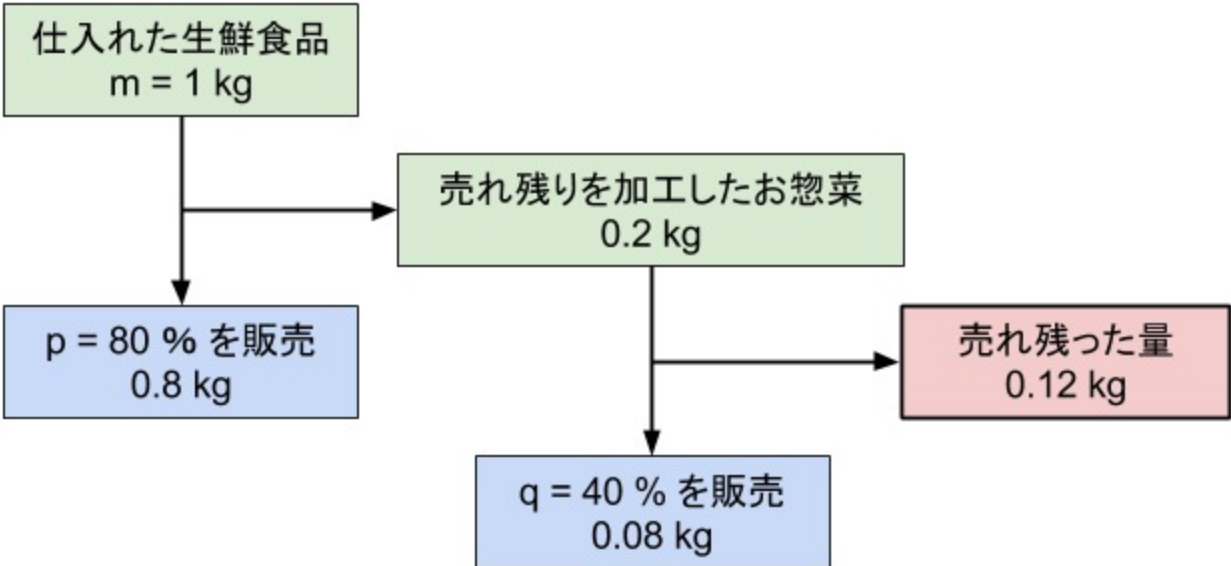 仕入れた生鮮食品
m = 1 kg
売れ残りを加工したお惣菜
0.2 kg
p = 80 % を販売
0.8 kg
売れ残った量
0.12 kg
q = 40 % を販売
0.08 kg